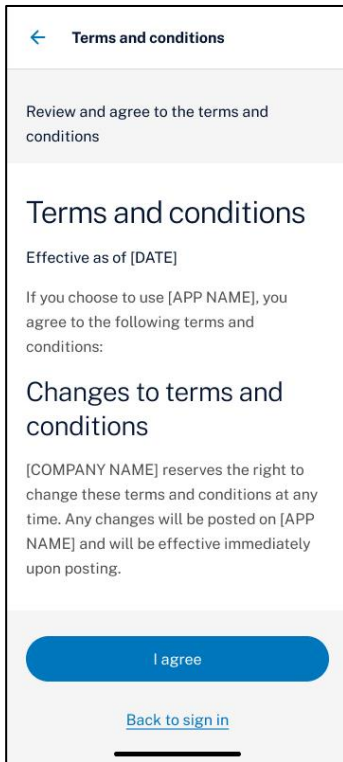 Terms and conditions
Review and agree to the terms and
conditions
Terms and conditions
Effective as of [DATE]
If you choose to use [APP NAME], you
agree to the following terms and
conditions:
Changes to terms and
conditions
[COMPANY NAME] reserves the right to
change these terms and conditions at any
time. Any changes will be posted on [APP
NAME] and will be effective immediately
upon posting.
I agree
Back to sign in